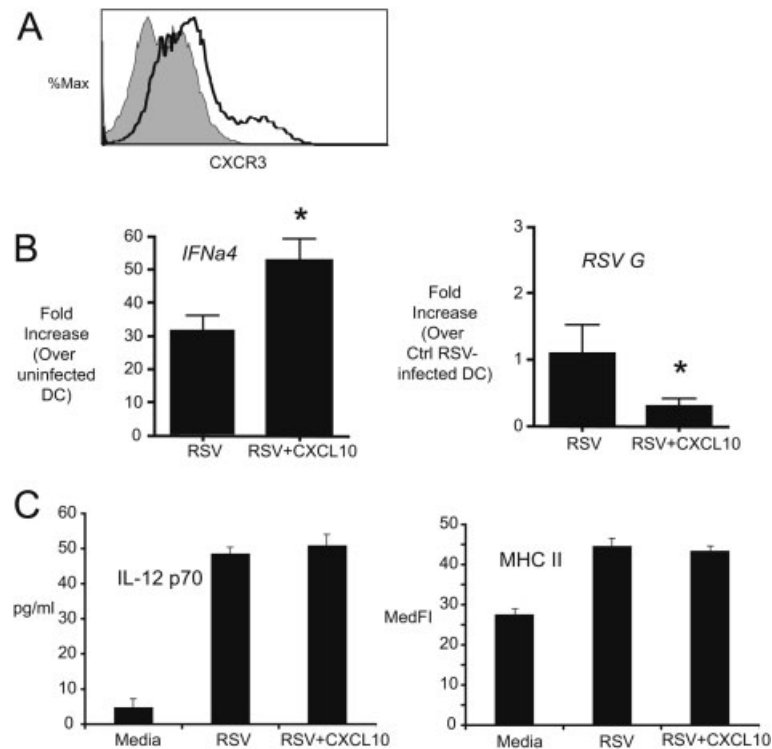 A
%Max
CXCR3
B
IFNa4
*
Fold
Increase
(Over
uninfected
DC)
60
50
40
30
20
10
0
RSV RSV+CXCL10
RSV G
*
Fold
Increase
(Over
Ctrl RSV-
infected DC)
3
2
1
0
RSV RSV+CXCL10
C
IL-12 p70
pg/ml
60
50
40
30
20
10
0
Media RSV RSV+CXCL10
MHC II
MedFI
50
40
30
20
10
0
Media RSV RSV+CXCL10